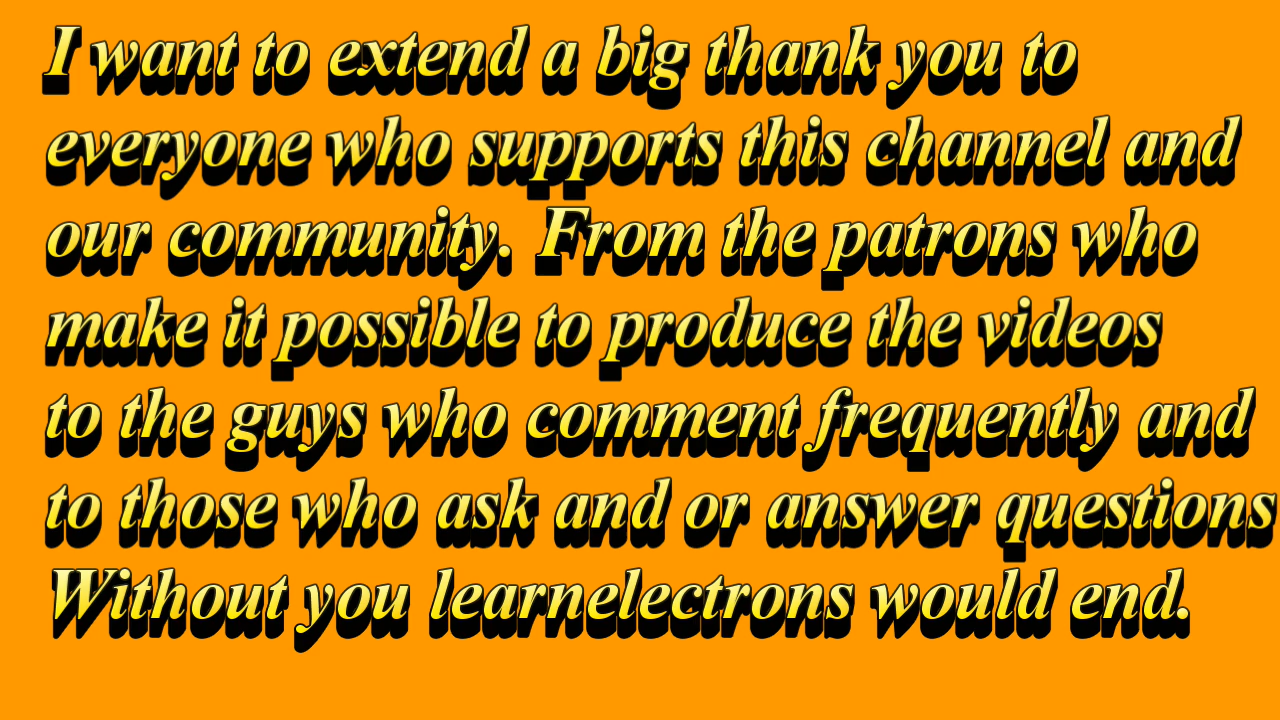 I want to extend a big thank you to
everyone who supports this channel and
our community. From the patrons who
make it possible to produce the videos
to the guys who comment frequently and
to those who ask and or answer questions
Without you learnelectrons would end.